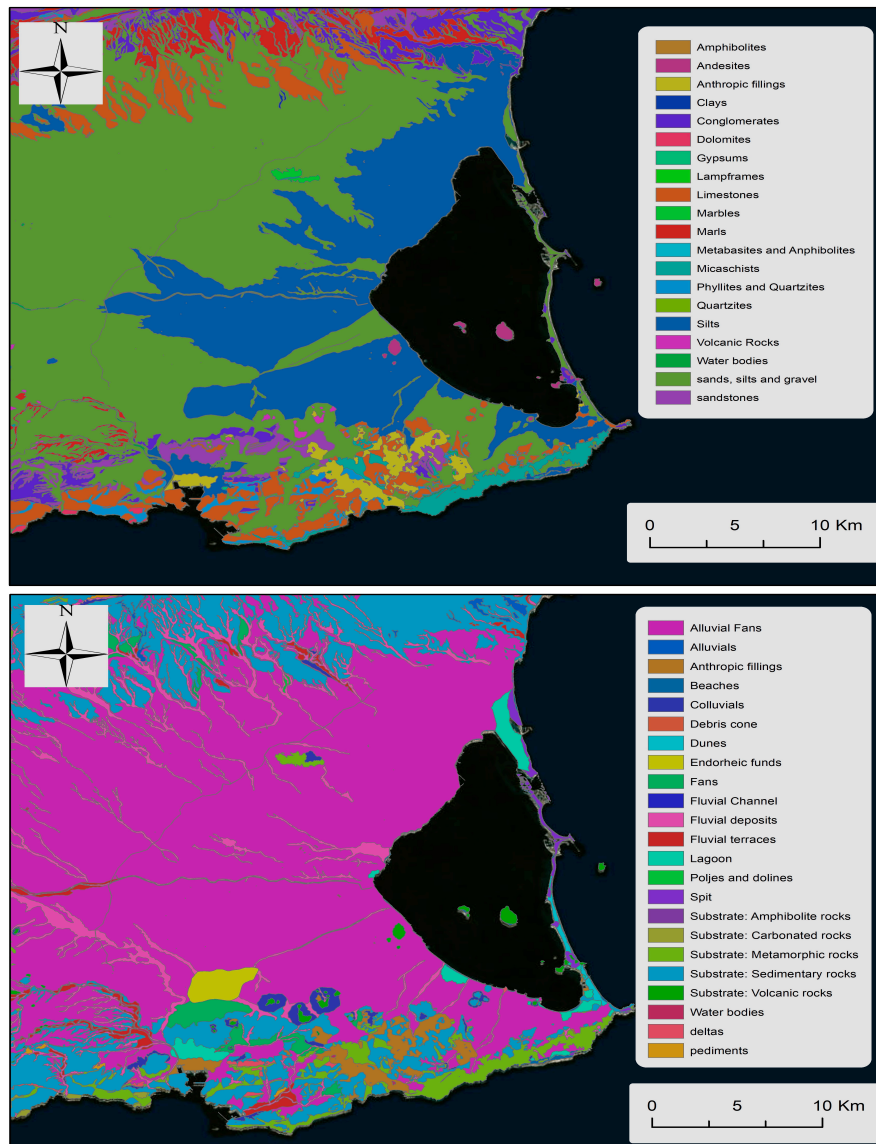 N
Amphibolites
Andesites
Anthropic fillings
Clays
Conglomerates
Dolomites
Gypsums
Lampframes
Limestones
Marbles
Marls
Metabasites and Anphibolites
Micaschists
Phyllites and Quartzites
Quartzites
Silts
Volcanic Rocks
Water bodies
sands, silts and gravel
sandstones
0 5 10 Km
N
Alluvial Fans
Alluvials
Anthropic fillings
Beaches
Colluvials
Debris cone
Dunes
Endorheic funds
Fans
Fluvial Channel
Fluvial deposits
Fluvial terraces
Lagoon
Poljes and dolines
Spit
Substrate: Amphibolite rocks
Substrate: Carbonated rocks
Substrate: Metamorphic rocks
Substrate: Sedimentary rocks
Substrate: Volcanic rocks
Water bodies
deltas
pediments
0 5 10 Km